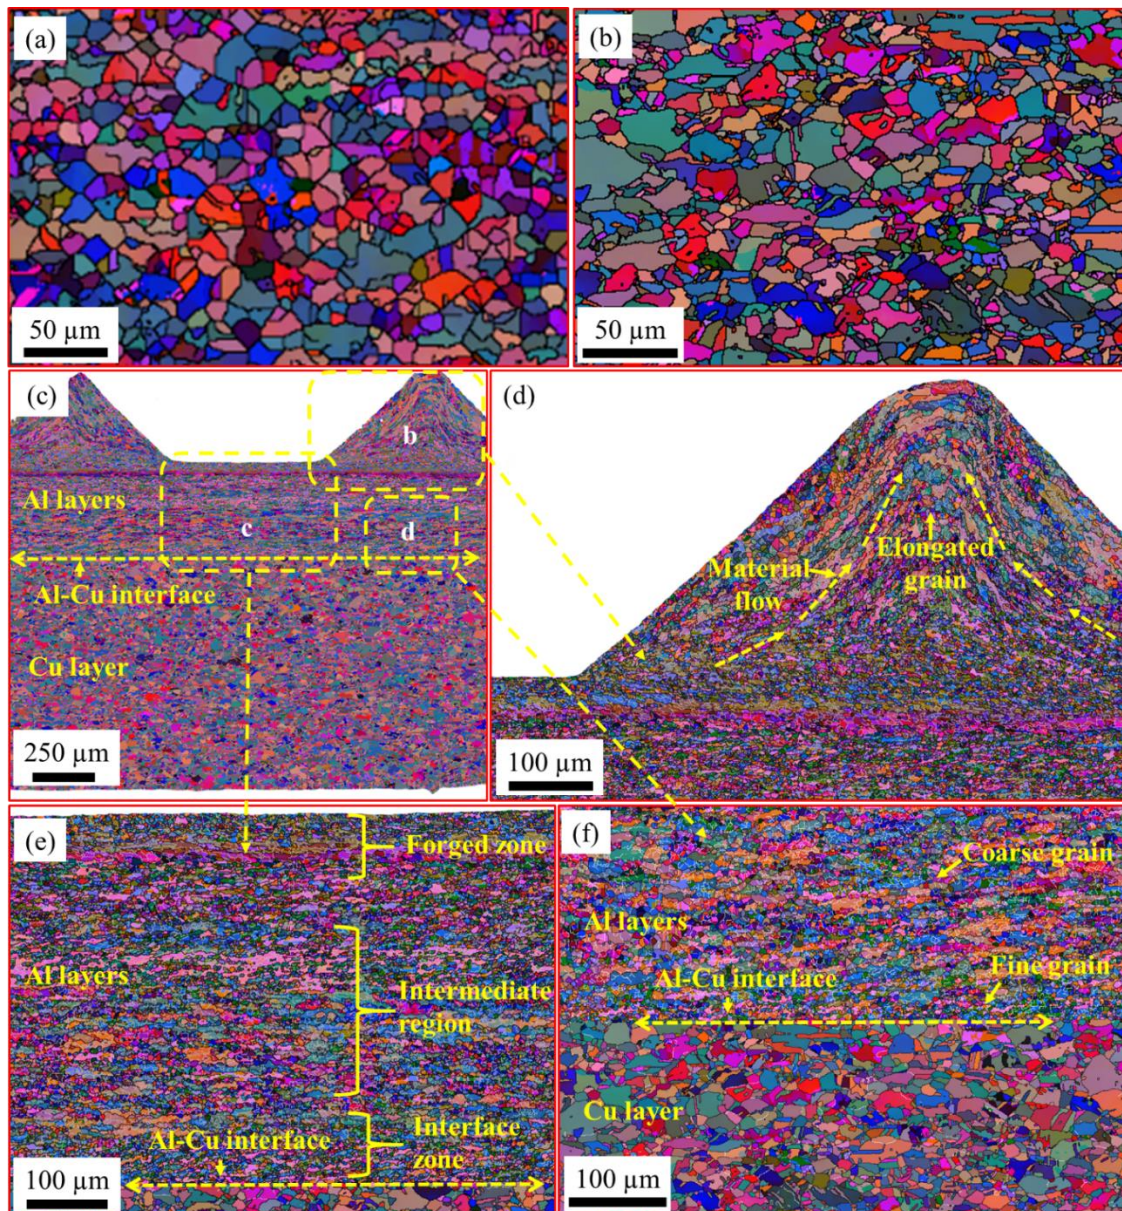 (a)
50 µm
(b)
50 µm
(c)
b
Al layers
c
d
Al-Cu interface
Cu layer
250 µm
(d)
Elongated
grain
Material
flow
100 µm
(e)
Forged zone
Al layers
Intermediate
region
Al-Cu interface
Interface
zone
100 µm
(f)
Coarse grain
Al layers
Al-Cu interface
Fine grain
Cu layer
100 µm